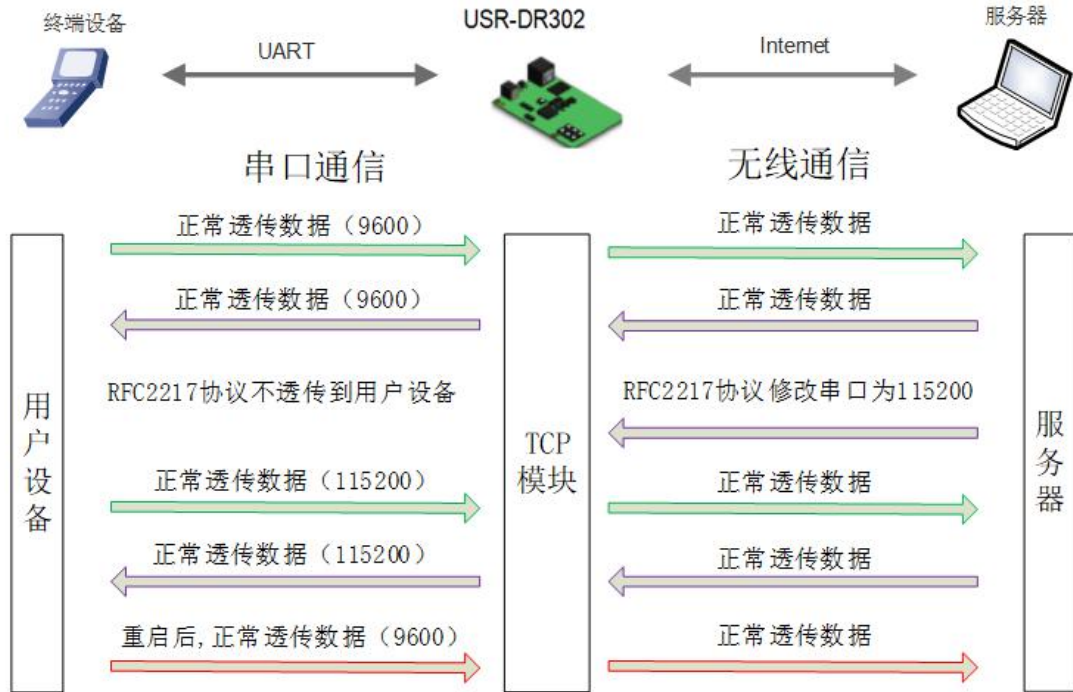 终端设备
USR-DR302
服务器
UART
Internet
串口通信
无线通信
正常透传数据（9600）
正常透传数据
正常透传数据（9600）
正常透传数据
RFC2217协议不透传到用户设备
RFC2217协议修改串口为115200
用户设备
TCP
模块
服务器
正常透传数据（115200）
正常透传数据
正常透传数据（115200）
正常透传数据
重启后,正常透传数据（9600）
正常透传数据